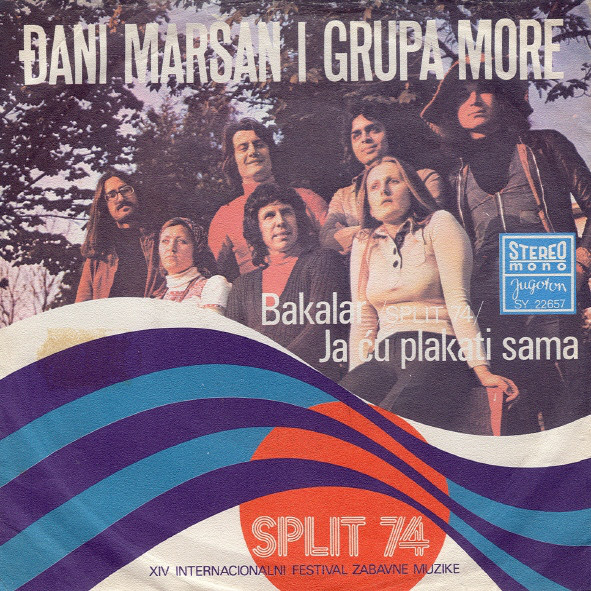 ĐANI MARŠAN I GRUPA MORE
STEREO
mono
Jugoton
SY 22657
Bakalar /SPLIT 74/
Ja ću plakati sama
SPLIT 74
XIV INTERNACIONALNI FESTIVAL ZABAVNE MUZIKE